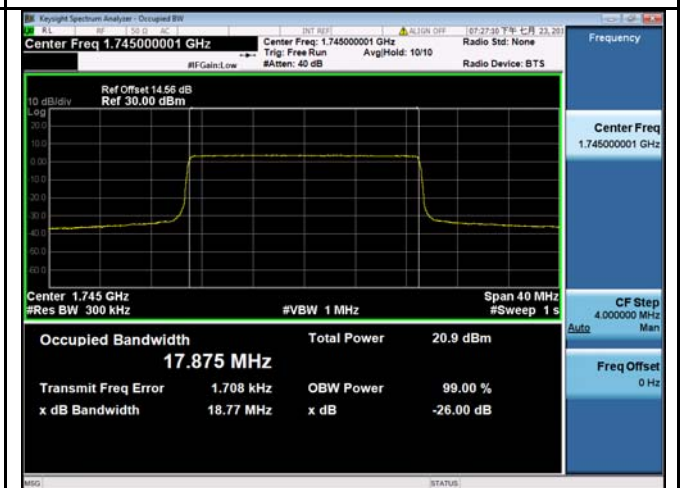 Keysight Spectrum Analyzer - Occupied BW
RL RF 50 Ω AC INT REF ALIGN OFF 07:27:30 下午 七月 23, 201
Center Freq 1.745000001 GHz
Center Freq: 1.745000001 GHz
Radio Std: None
Trig: Free Run Avg|Hold: 10/10
#IFGain:Low #Atten: 40 dB Radio Device: BTS
Ref Offset 14.56 dB
10 dB/div Ref 30.00 dBm
Log
20.0
10.0
0.00
10.0
20.0
30.0
40.0
50.0
60.0
Center 1.745 GHz Span 40 MHz
#Res BW 300 kHz #VBW 1 MHz #Sweep 1 s
Occupied Bandwidth Total Power 20.9 dBm
17.875 MHz
Transmit Freq Error 1.708 kHz OBW Power 99.00 %
x dB Bandwidth 18.77 MHz x dB -26.00 dB
MSG STATUS
Frequency
Center Freq
1.745000001 GHz
CF Step
4.000000 MHz
Auto Man
Freq Offset
0 Hz